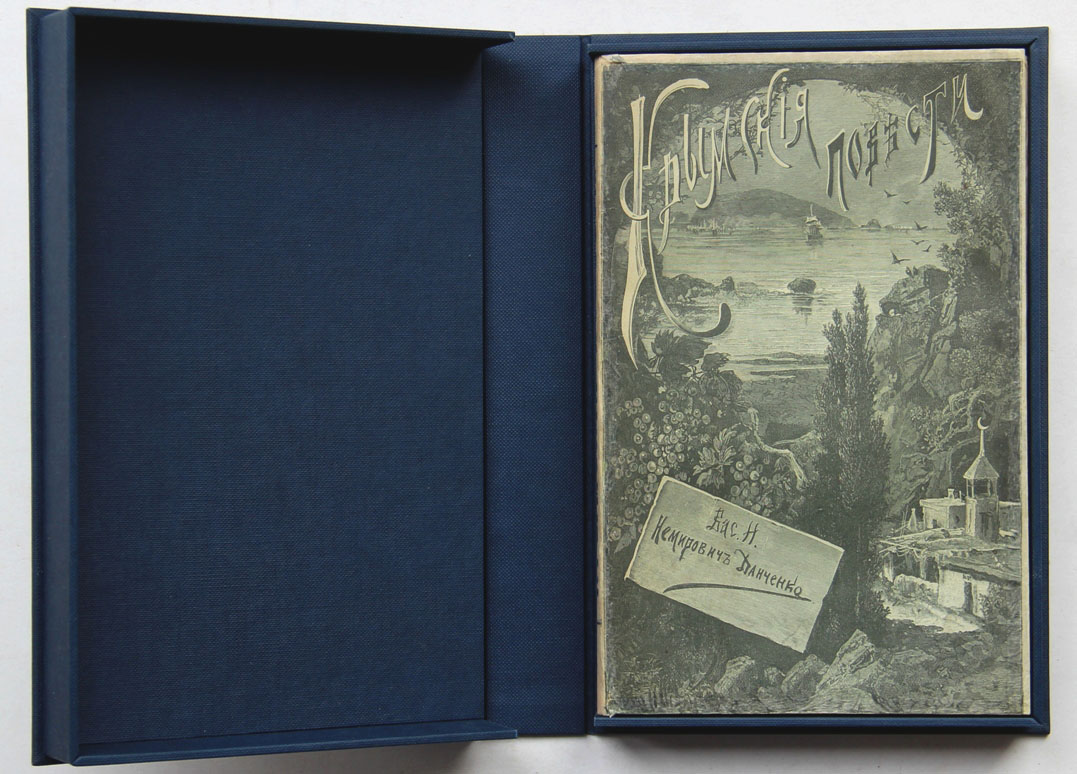 Крымскія повѣсти
Вас. И.
Немировичъ Данченко